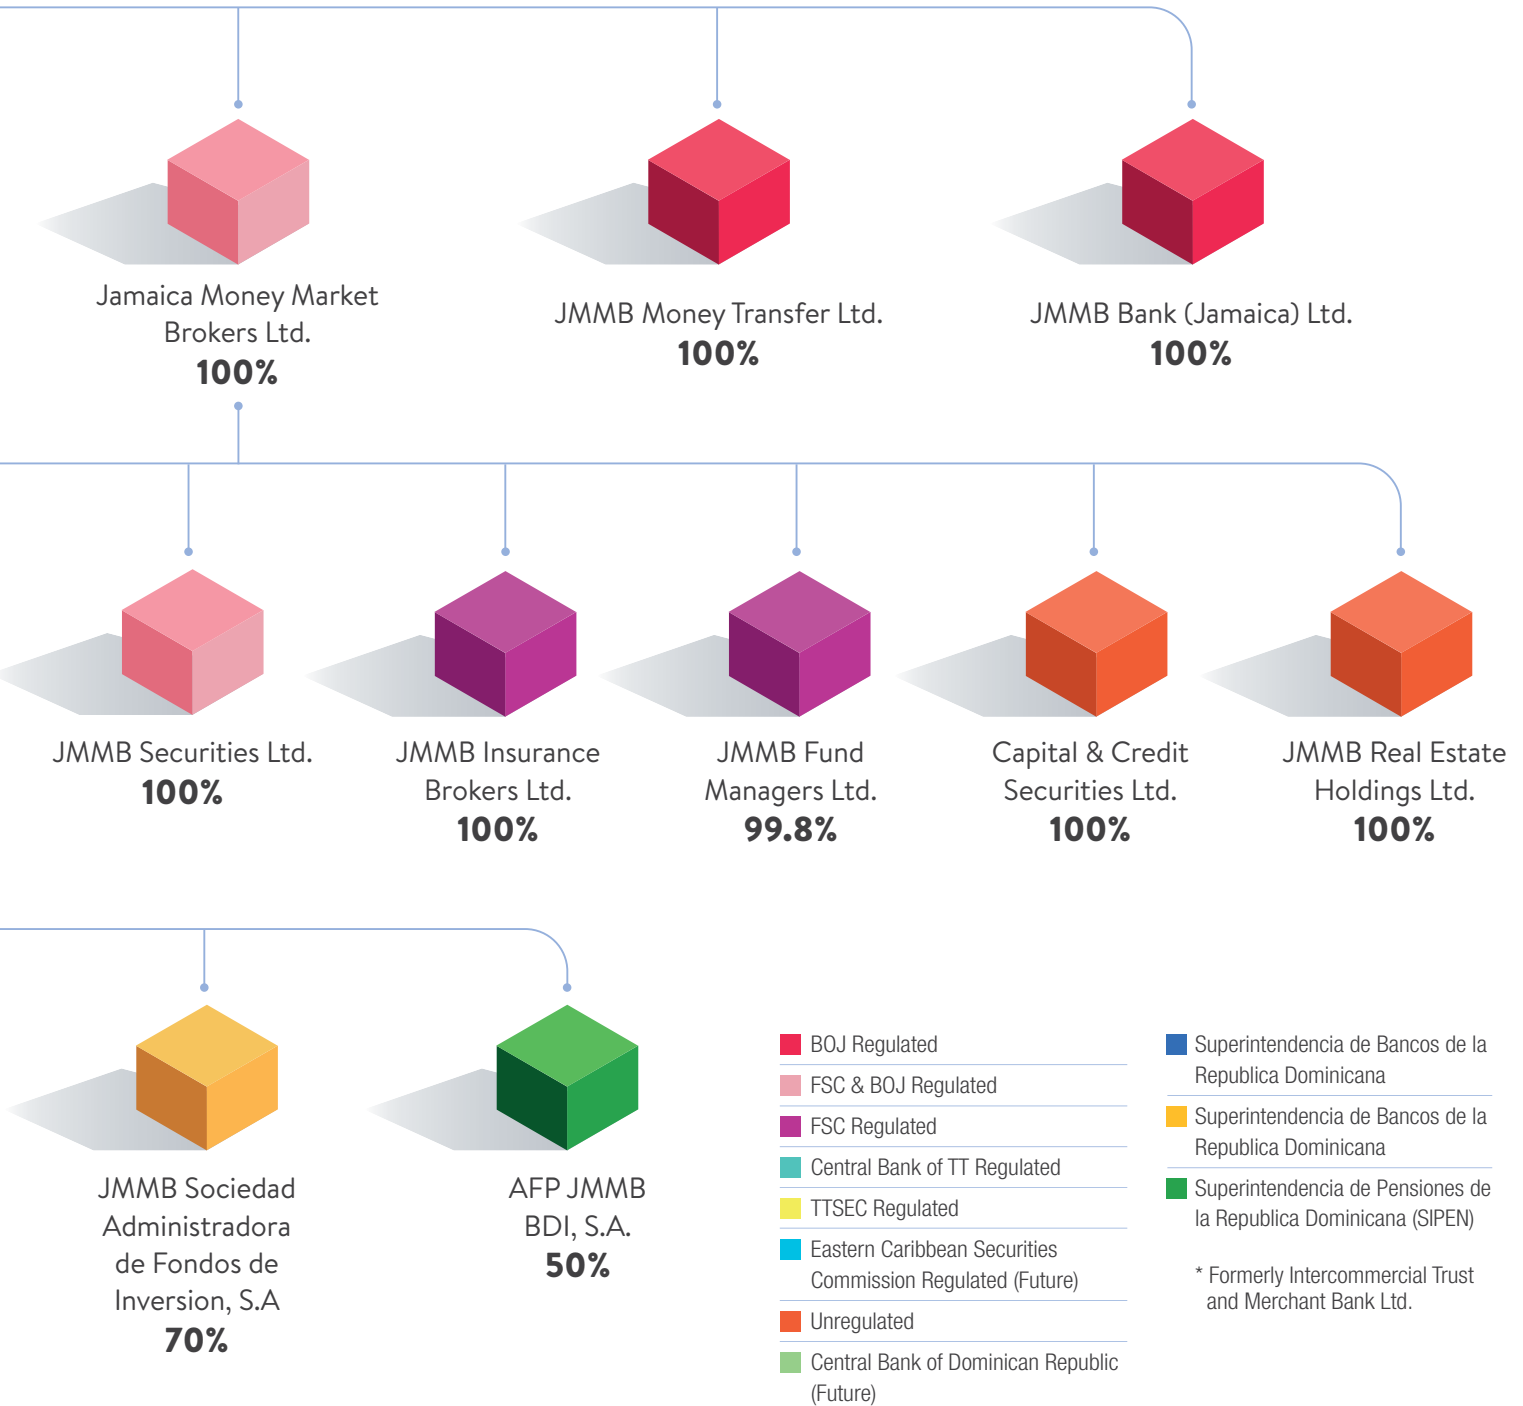 Jamaica Money Market
Brokers Ltd.
100%
JMMB Money Transfer Ltd.
100%
JMMB Bank (Jamaica) Ltd.
100%
JMMB Securities Ltd.
100%
JMMB Insurance
Brokers Ltd.
100%
JMMB Fund
Managers Ltd.
99.8%
Capital & Credit
Securities Ltd.
100%
JMMB Real Estate
Holdings Ltd.
100%
JMMB Sociedad
Administradora
de Fondos de
Inversion, S.A
70%
AFP JMMB
BDI, S.A.
50%
BOJ Regulated
FSC & BOJ Regulated
FSC Regulated
Central Bank of TT Regulated
TTSEC Regulated
Eastern Caribbean Securities
Commission Regulated (Future)
Unregulated
Central Bank of Dominican Republic
(Future)
Superintendencia de Bancos de la
Republica Dominicana
Superintendencia de Bancos de la
Republica Dominicana
Superintendencia de Pensiones de
la Republica Dominicana (SIPEN)
* Formerly Intercommercial Trust
and Merchant Bank Ltd.